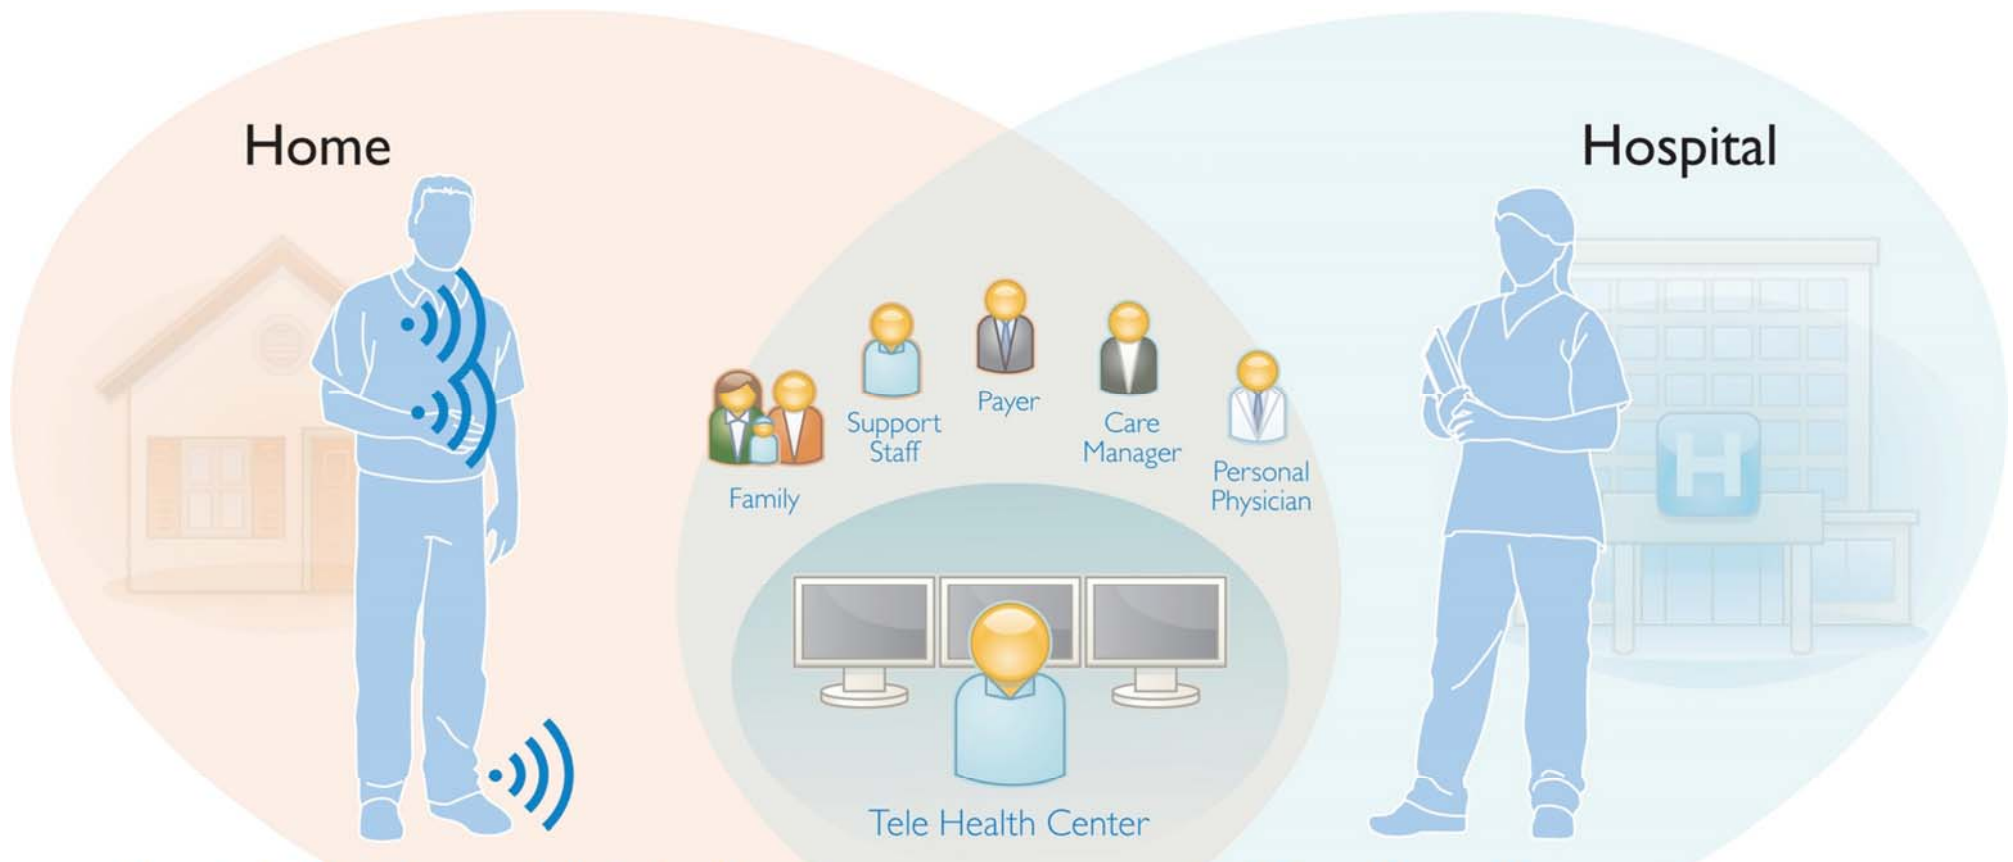 Home
Hospital
Payer
Support
Staff
Care
Manager
Personal
Physician
Family
H
Tele Health Center